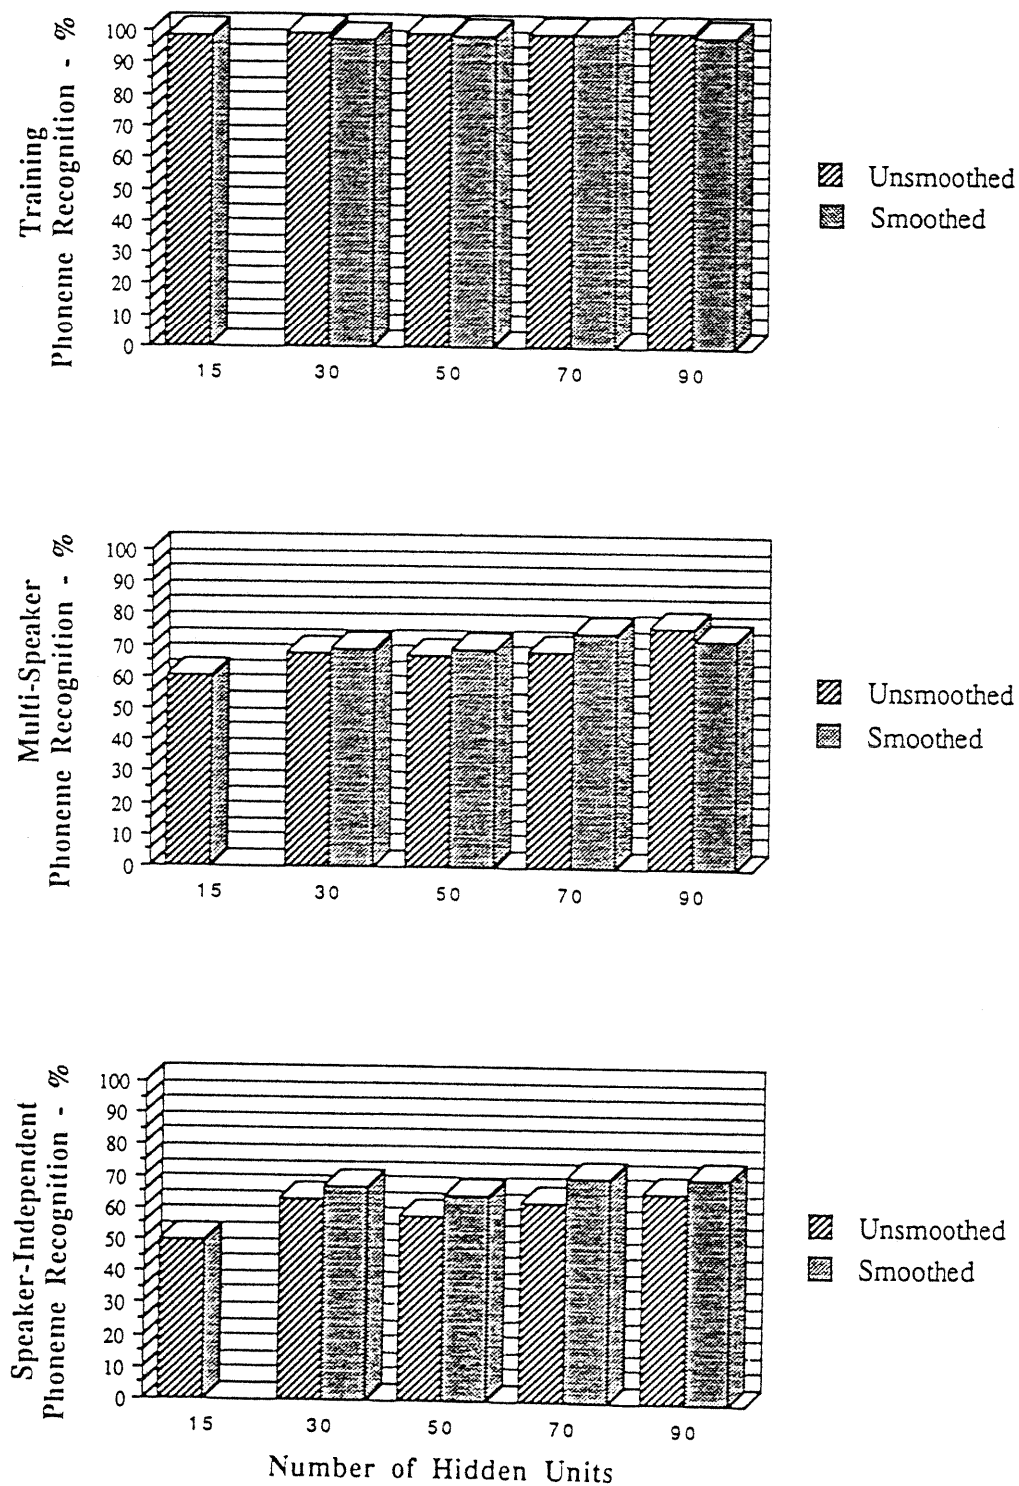 Training
Phoneme Recognition - %
100
90
80
70
60
50
40
30
20
10
0
15 30 50 70 90
Unsmoothed
Smoothed
Multi-Speaker
Phoneme Recognition - %
100
90
80
70
60
50
40
30
20
10
0
15 30 50 70 90
Unsmoothed
Smoothed
Speaker-Independent
Phoneme Recognition - %
100
90
80
70
60
50
40
30
20
10
0
15 30 50 70 90
Unsmoothed
Smoothed
Number of Hidden Units